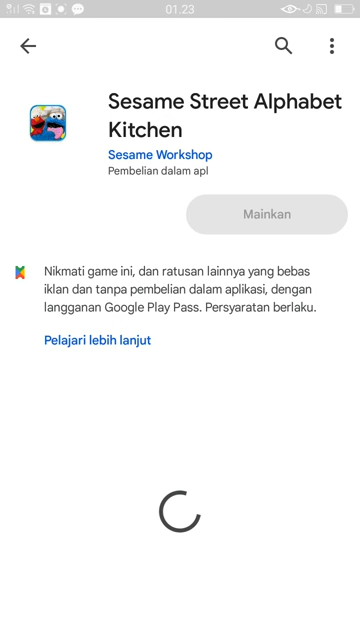 01.23
Sesame Street Alphabet
Kitchen
Sesame Workshop
Pembelian dalam apl
Mainkan
Nikmati game ini, dan ratusan lainnya yang bebas
iklan dan tanpa pembelian dalam aplikasi, dengan
langganan Google Play Pass. Persyaratan berlaku.
Pelajari lebih lanjut